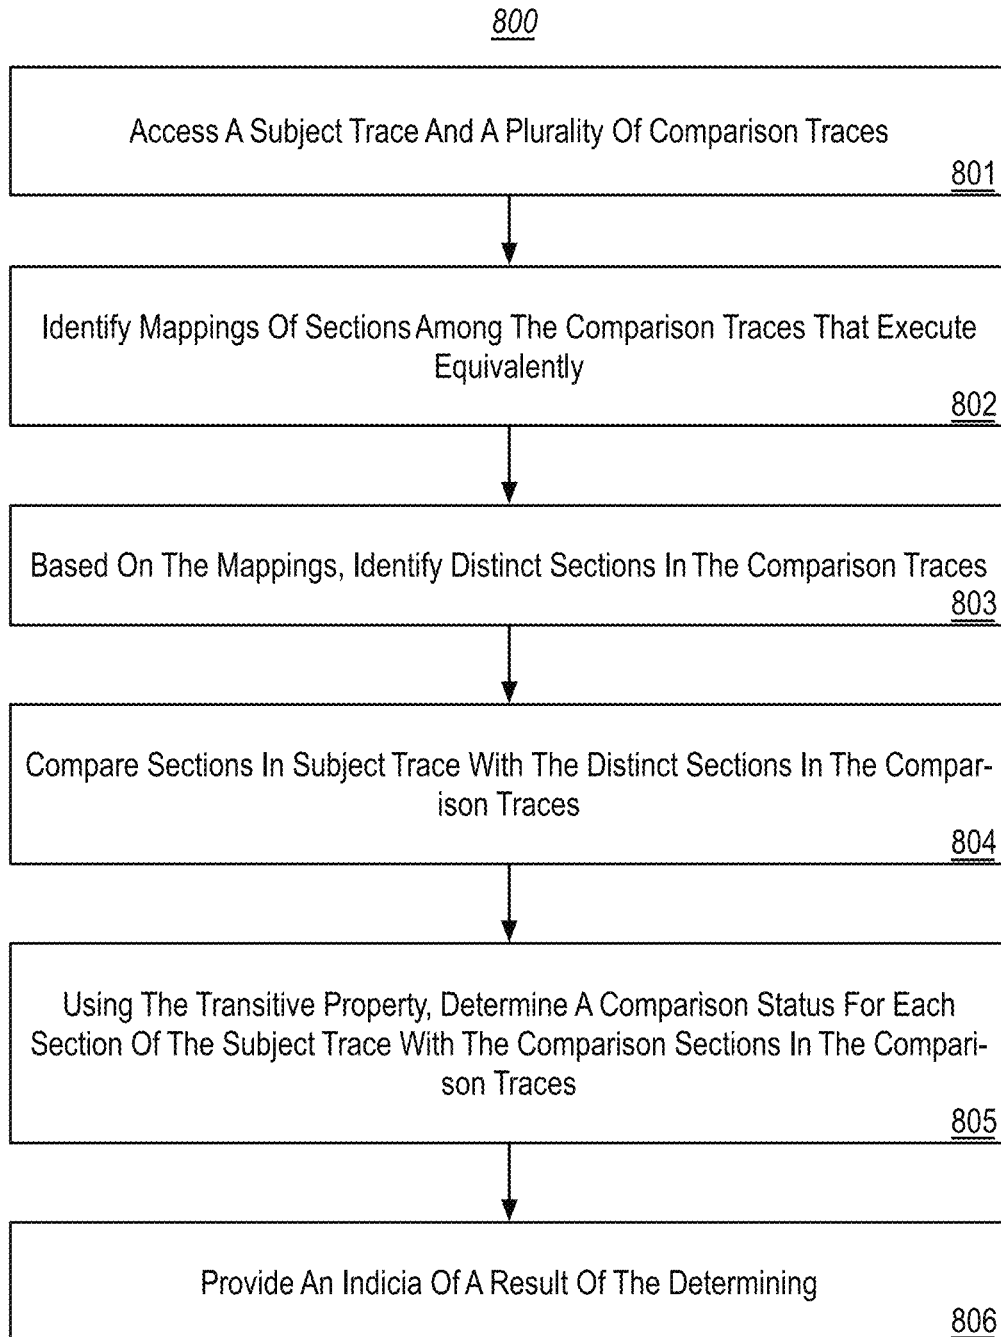 800
Access A Subject Trace And A Plurality Of Comparison Traces
801
Identify Mappings Of Sections Among The Comparison Traces That Execute
Equivalently
802
Based On The Mappings, Identify Distinct Sections In The Comparison Traces
803
Compare Sections In Subject Trace With The Distinct Sections In The Compar-
ison Traces
804
Using The Transitive Property, Determine A Comparison Status For Each
Section Of The Subject Trace With The Comparison Sections In The Compari-
son Traces
805
Provide An Indicia Of A Result Of The Determining
806